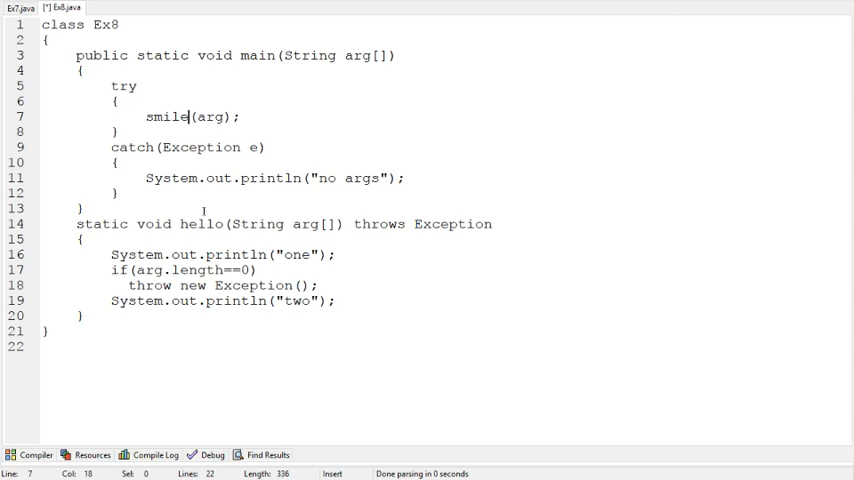 Ex7.java [*] Ex8.java
1 class Ex8
2 {
3 public static void main(String arg[])
4 {
5 try
6 {
7 smile(arg);
8 }
9 catch(Exception e)
10 {
11 System.out.println("no args");
12 }
13 }
14 static void hello(String arg[]) throws Exception
15 {
16 System.out.println("one");
17 if(arg.length==0)
18 throw new Exception();
19 System.out.println("two");
20 }
21 }
22
Compiler Resources Compile Log Debug Find Results
Line: 7 Col: 18 Sel: 0 Lines: 22 Length: 336 Insert Done parsing in 0 seconds